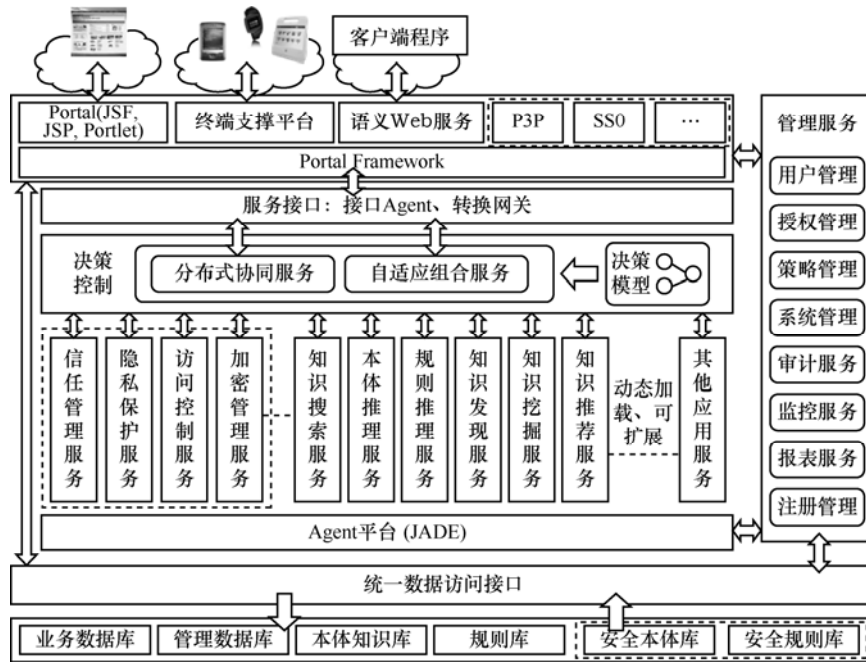 客户端程序
Portal(JSF,
JSP, Portlet)
终端支撑平台
语义Web服务
P3P
SSO
…
Portal Framework
服务接口：接口Agent、转换网关
决策
控制
分布式协同服务
自适应组合服务
决策
模型
信任管理服务
隐私保护服务
访问控制服务
加密管理服务
知识搜索服务
本体推理服务
规则推理服务
知识发现服务
知识挖掘服务
知识推荐服务
动态加
载、可
扩展
其他应用服务
Agent平台 (JADE)
管理服务
用户管理
授权管理
策略管理
系统管理
审计服务
监控服务
报表服务
注册管理
统一数据访问接口
业务数据库
管理数据库
本体知识库
规则库
安全本体库
安全规则库